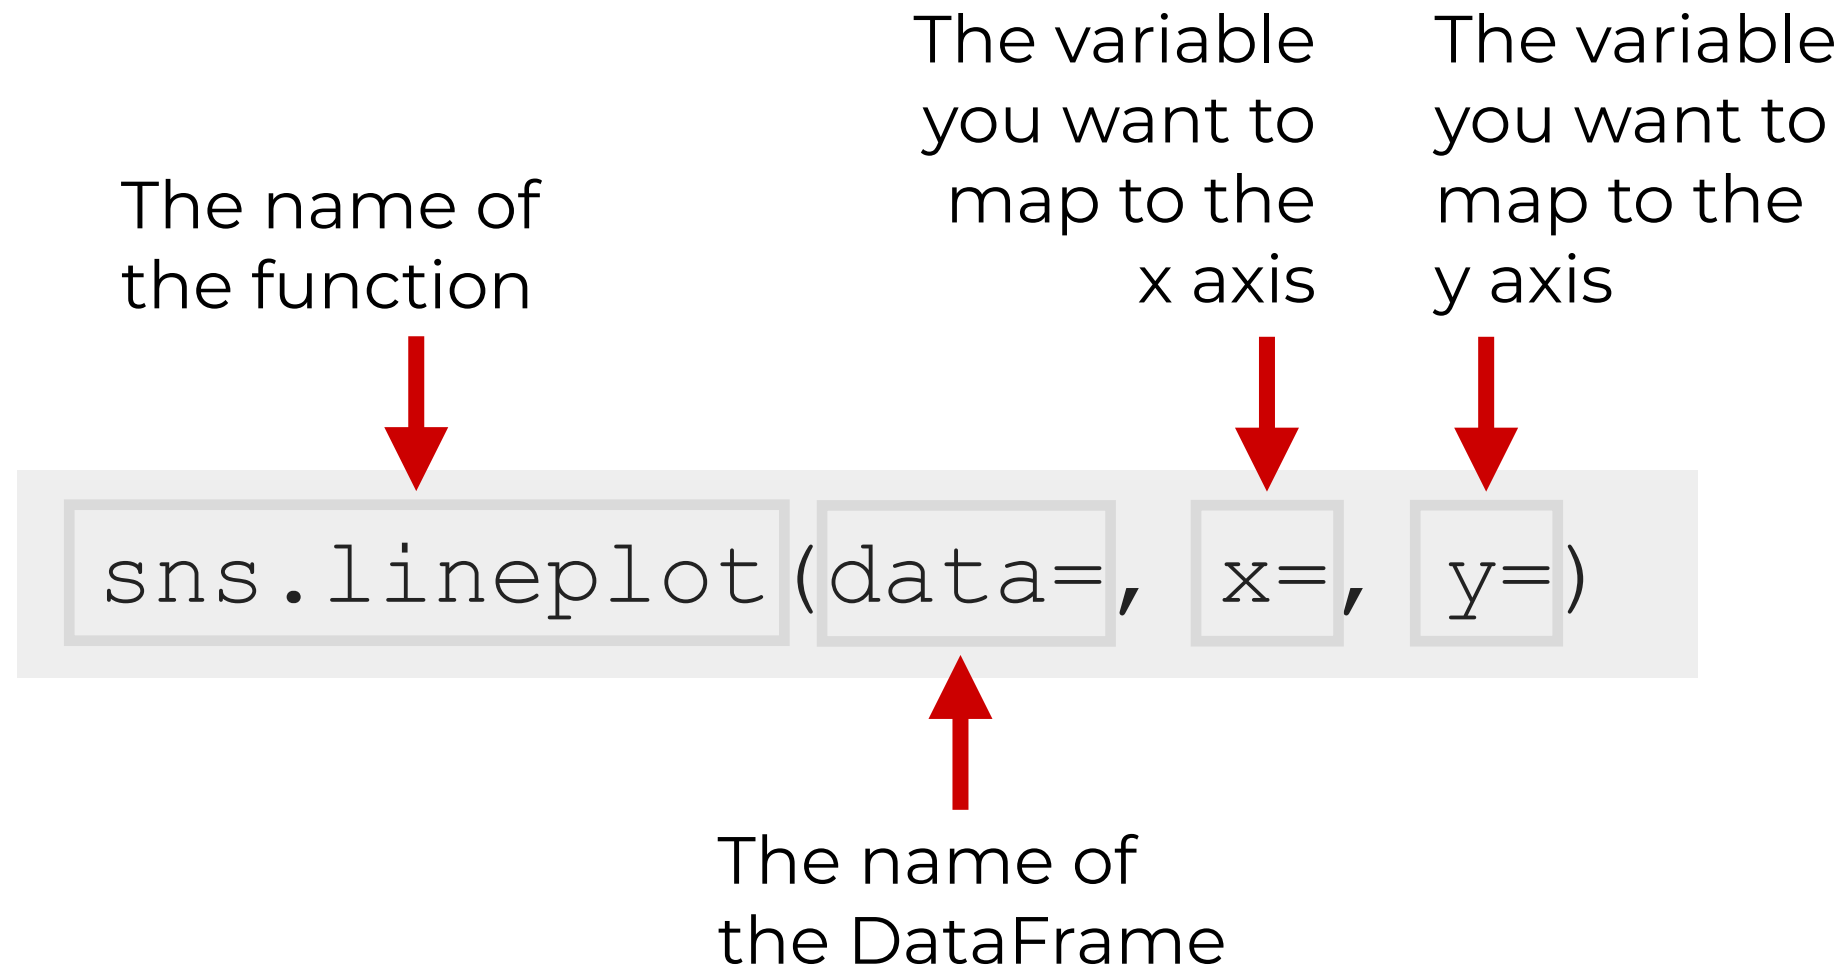 The name of
the function
The variable
you want to
map to the
x axis
The variable
you want to
map to the
y axis
sns.lineplot(data=, x=, y=)
The name of
the DataFrame